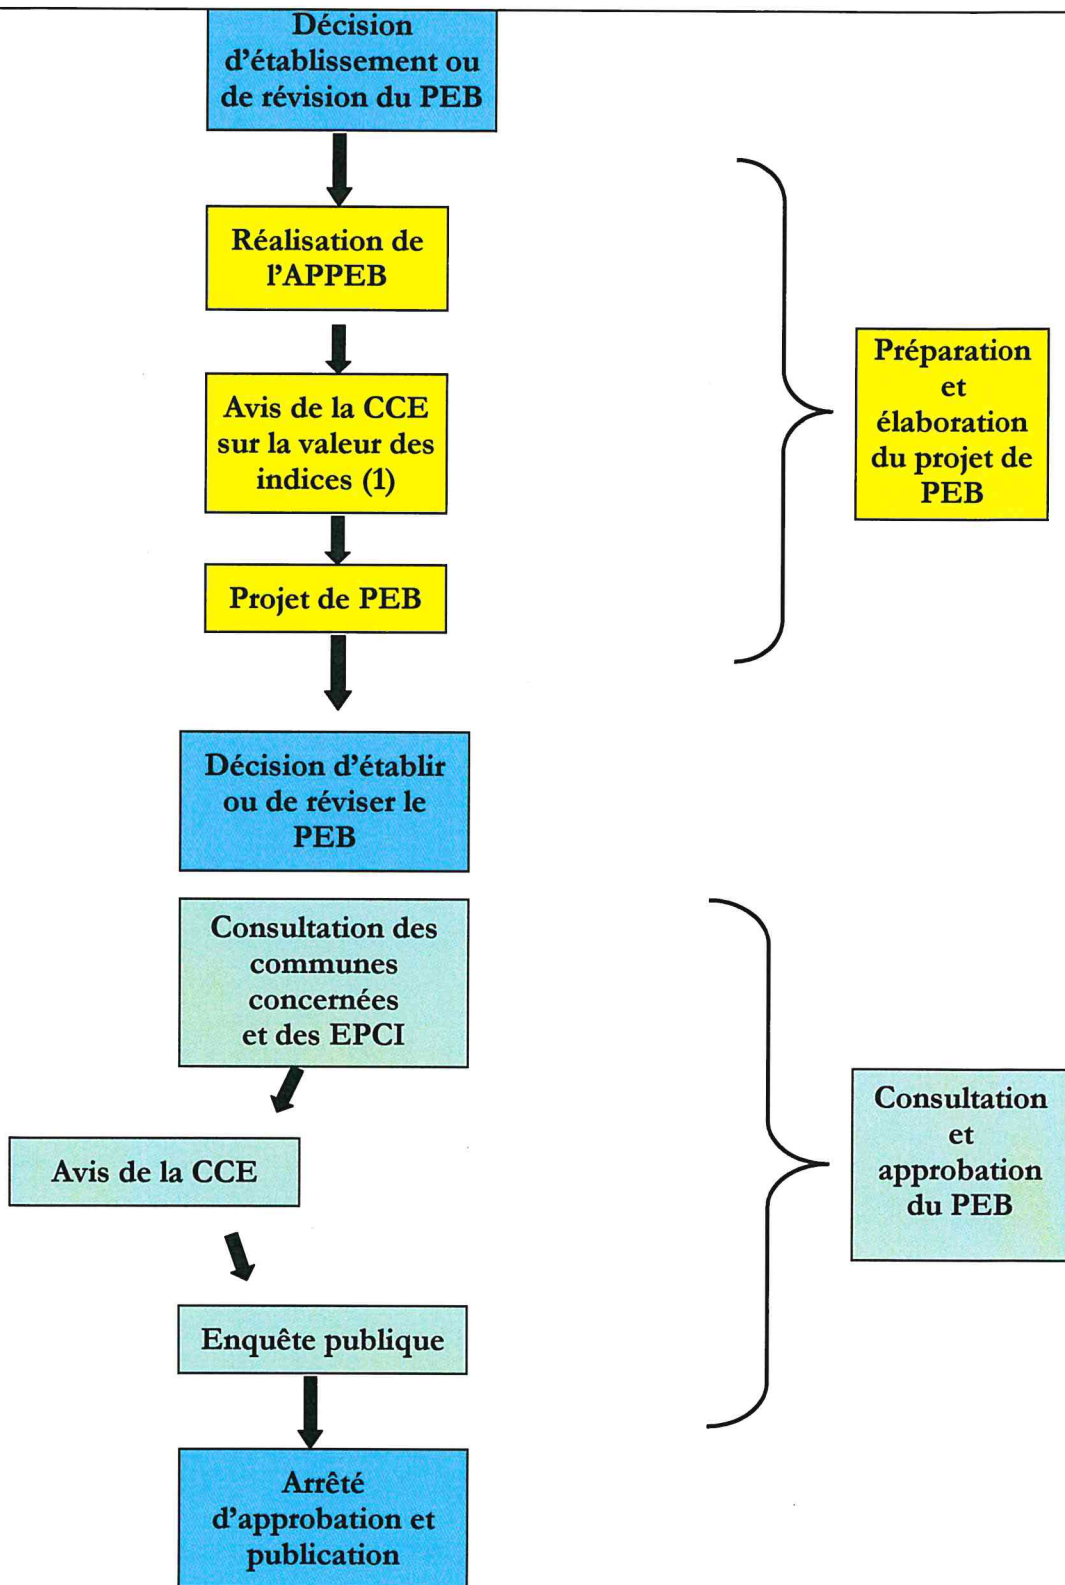 Décision
d'établissement ou
de révision du PEB
Réalisation de
l'APPEB
Avis de la CCE
sur la valeur des
indices (1)
Projet de PEB
Préparation
et
élaboration
du projet de
PEB
Décision d'établir
ou de réviser le
PEB
Consultation des
communes
concernées
et des EPCI
Avis de la CCE
Enquête publique
Consultation
et
approbation
du PEB
Arrêté
d'approbation et
publication